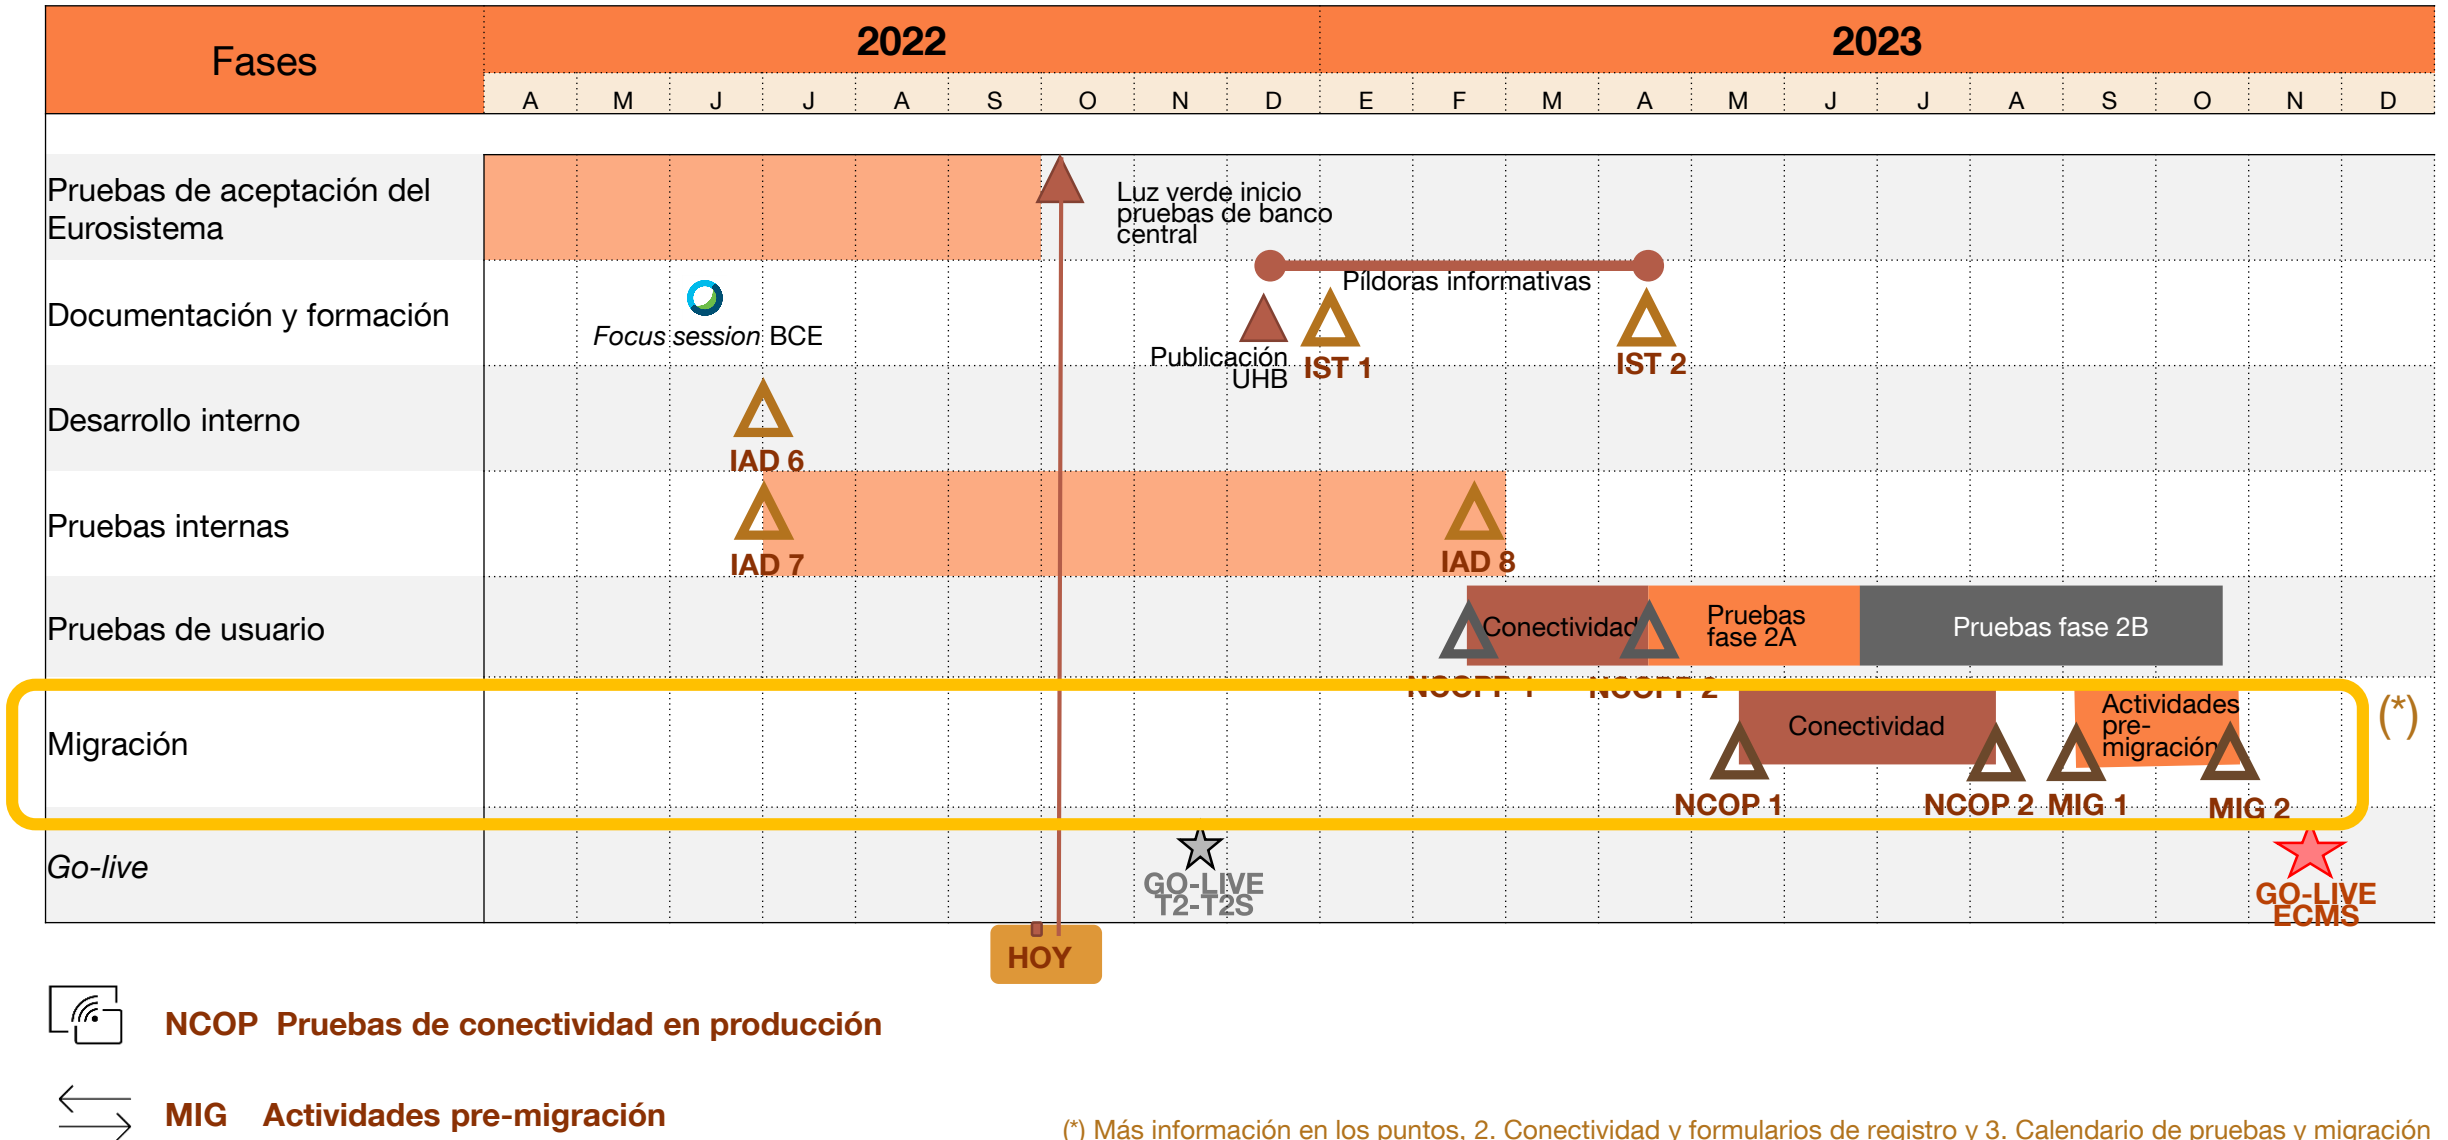 Fases
2022
2023
A M J J A S O N D E F M A M J J A S O N D
Pruebas de aceptación del
Eurosistema
Luz verde inicio
pruebas de banco
central
Documentación y formación
Focus session BCE
Píldoras informativas
Publicación
UHB
IST 1
IST 2
Desarrollo interno
IAD 6
Pruebas internas
IAD 7
IAD 8
Pruebas de usuario
Conectividad
Pruebas
fase 2A
Pruebas fase 2B
Migración
Conectividad
Actividades
pre-
migración
(*)
NCOP 1
NCOP 2
MIG 1
MIG 2
Go-live
GO-LIVE
T2-T2S
GO-LIVE
ECMS
HOY
NCOP Pruebas de conectividad en producción
MIG Actividades pre-migración
(*) Más información en los puntos, 2. Conectividad y formularios de registro y 3. Calendario de pruebas y migración